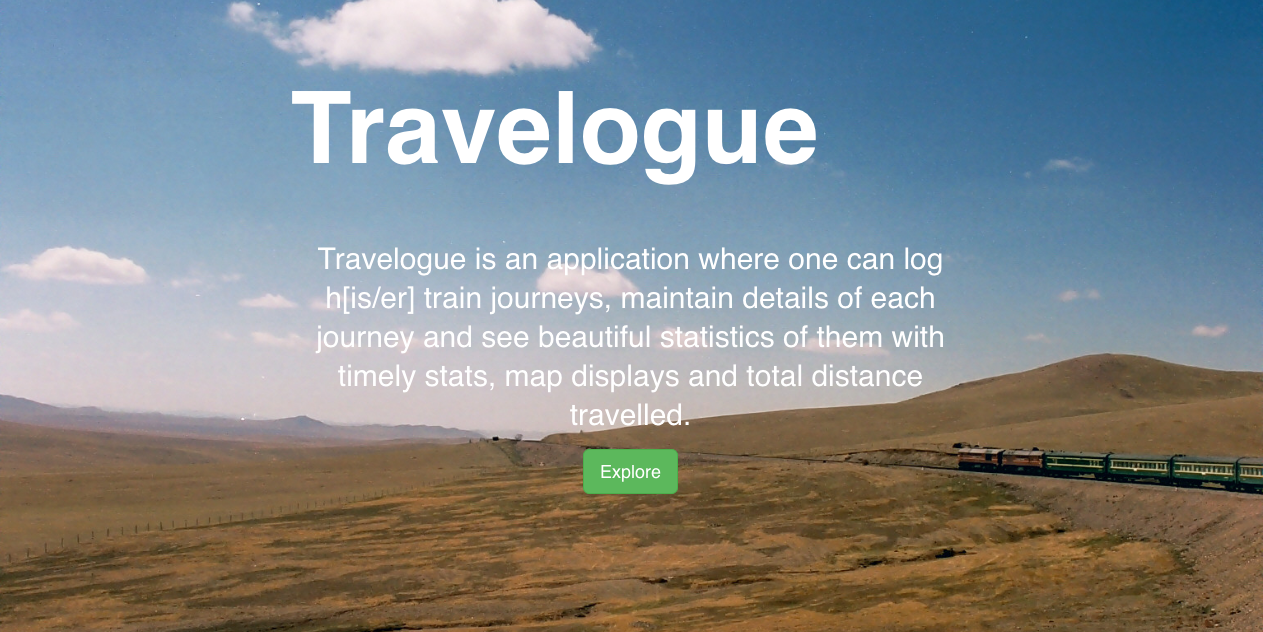 Travelogue
Travelogue is an application where one can log
h[is/er] train journeys, maintain details of each
journey and see beautiful statistics of them with
timely stats, map displays and total distance
travelled.
Explore